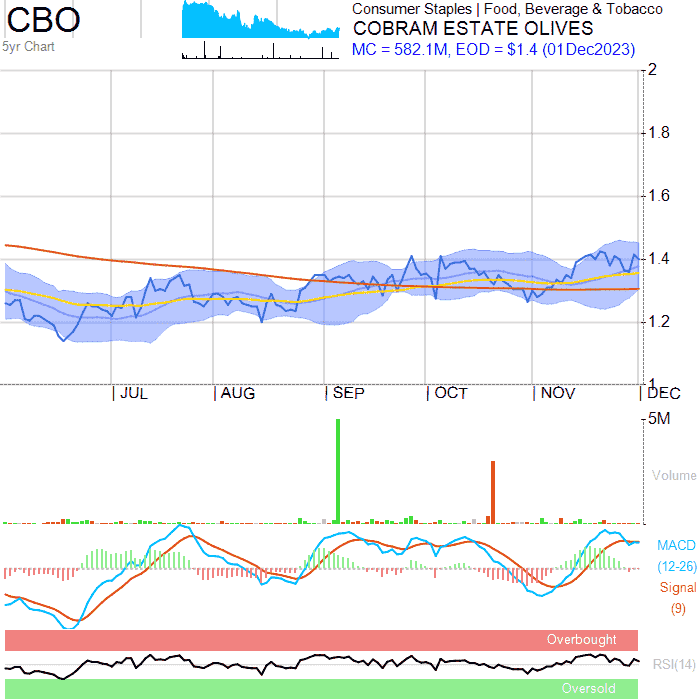 CBO
5yr Chart
Consumer Staples | Food, Beverage & Tobacco
COBRAM ESTATE OLIVES
MC = 582.1M, EOD = $1.4 (01Dec2023)
2
1.8
1.6
1.4
1.2
1
JUL AUG SEP OCT NOV DEC
5M
Volume
MACD
(12-26)
Signal
(9)
Overbought
RSI(14)
Oversold